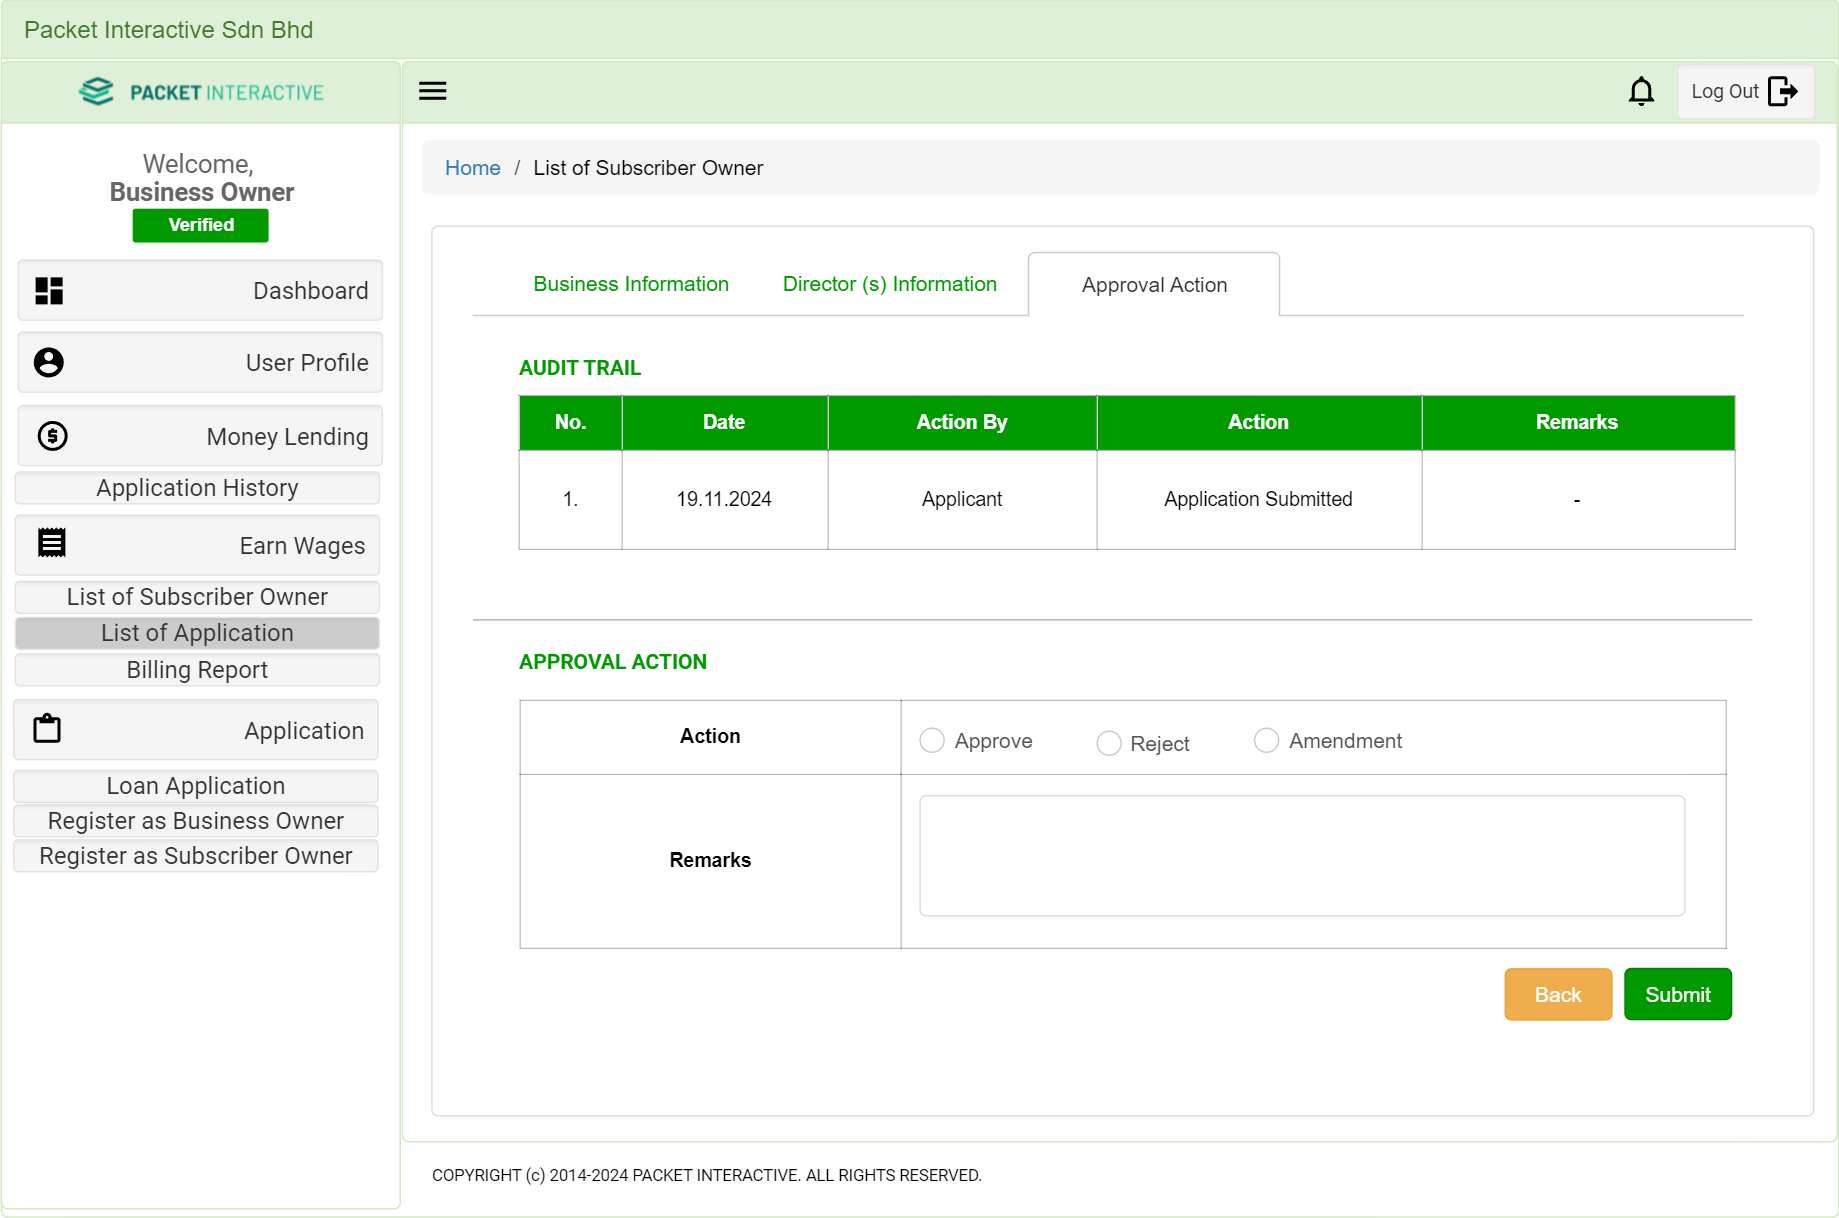 Packet Interactive Sdn Bhd
PACKET INTERACTIVE
Log Out
Welcome,
Business Owner
Verified
Dashboard
User Profile
Money Lending
Application History
Earn Wages
List of Subscriber Owner
List of Application
Billing Report
Application
Loan Application
Register as Business Owner
Register as Subscriber Owner
Home / List of Subscriber Owner
Business Information Director (s) Information Approval Action
AUDIT TRAIL
No. Date Action By Action Remarks
1. 19.11.2024 Applicant Application Submitted -
APPROVAL ACTION
Action Approve Reject Amendment
Remarks
Back Submit
COPYRIGHT (c) 2014-2024 PACKET INTERACTIVE. ALL RIGHTS RESERVED.